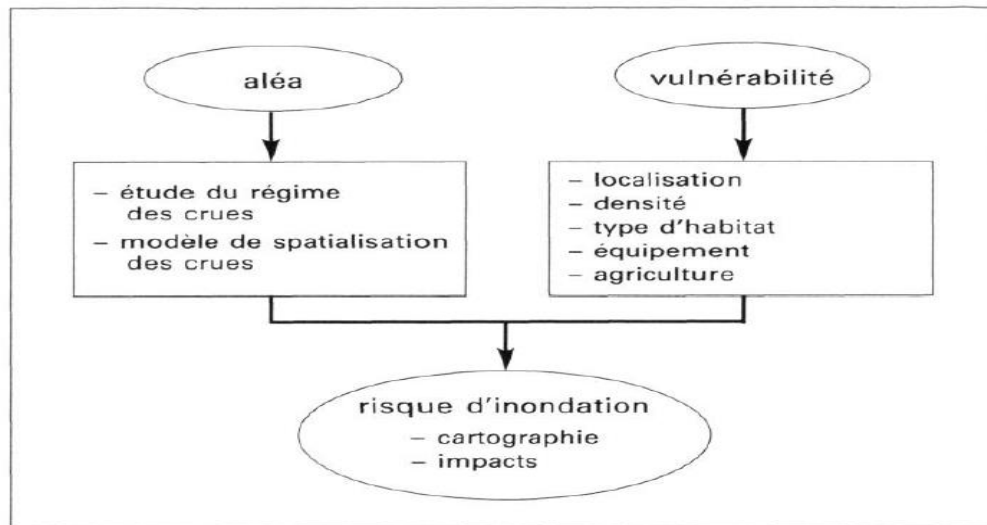 aléa
– étude du régime
des crues
– modèle de spatialisation
des crues
vulnérabilité
– localisation
– densité
– type d'habitat
– équipement
– agriculture
risque d'inondation
– cartographie
– impacts